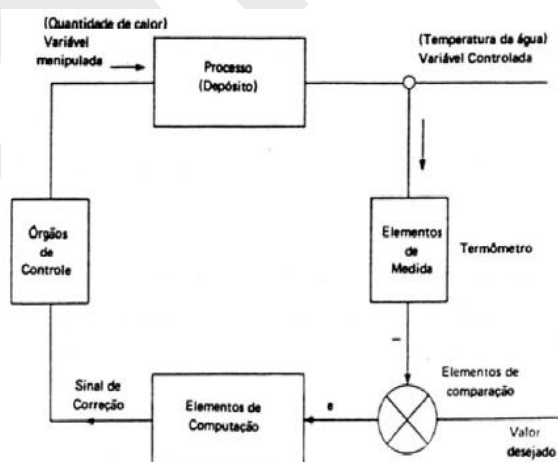 (Quantidade de calor)
Variável
manipulada
Processo
(Depósito)
(Temperatura da água)
Variável Controlada
Órgãos
de
Controle
Elementos
de
Medida
Termômetro
–
Elementos de
comparação
Sinal de
Correção
Elementos de
Computação
e
Valor
desejado